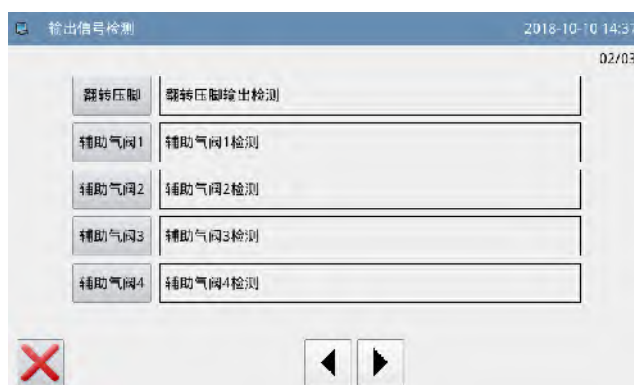 输出信号检测 2018-10-10 14:37
02/03
翻转压脚 翻转压脚输出检测
辅助气阀1 辅助气阀1检测
辅助气阀2 辅助气阀2检测
辅助气阀3 辅助气阀3检测
辅助气阀4 辅助气阀4检测